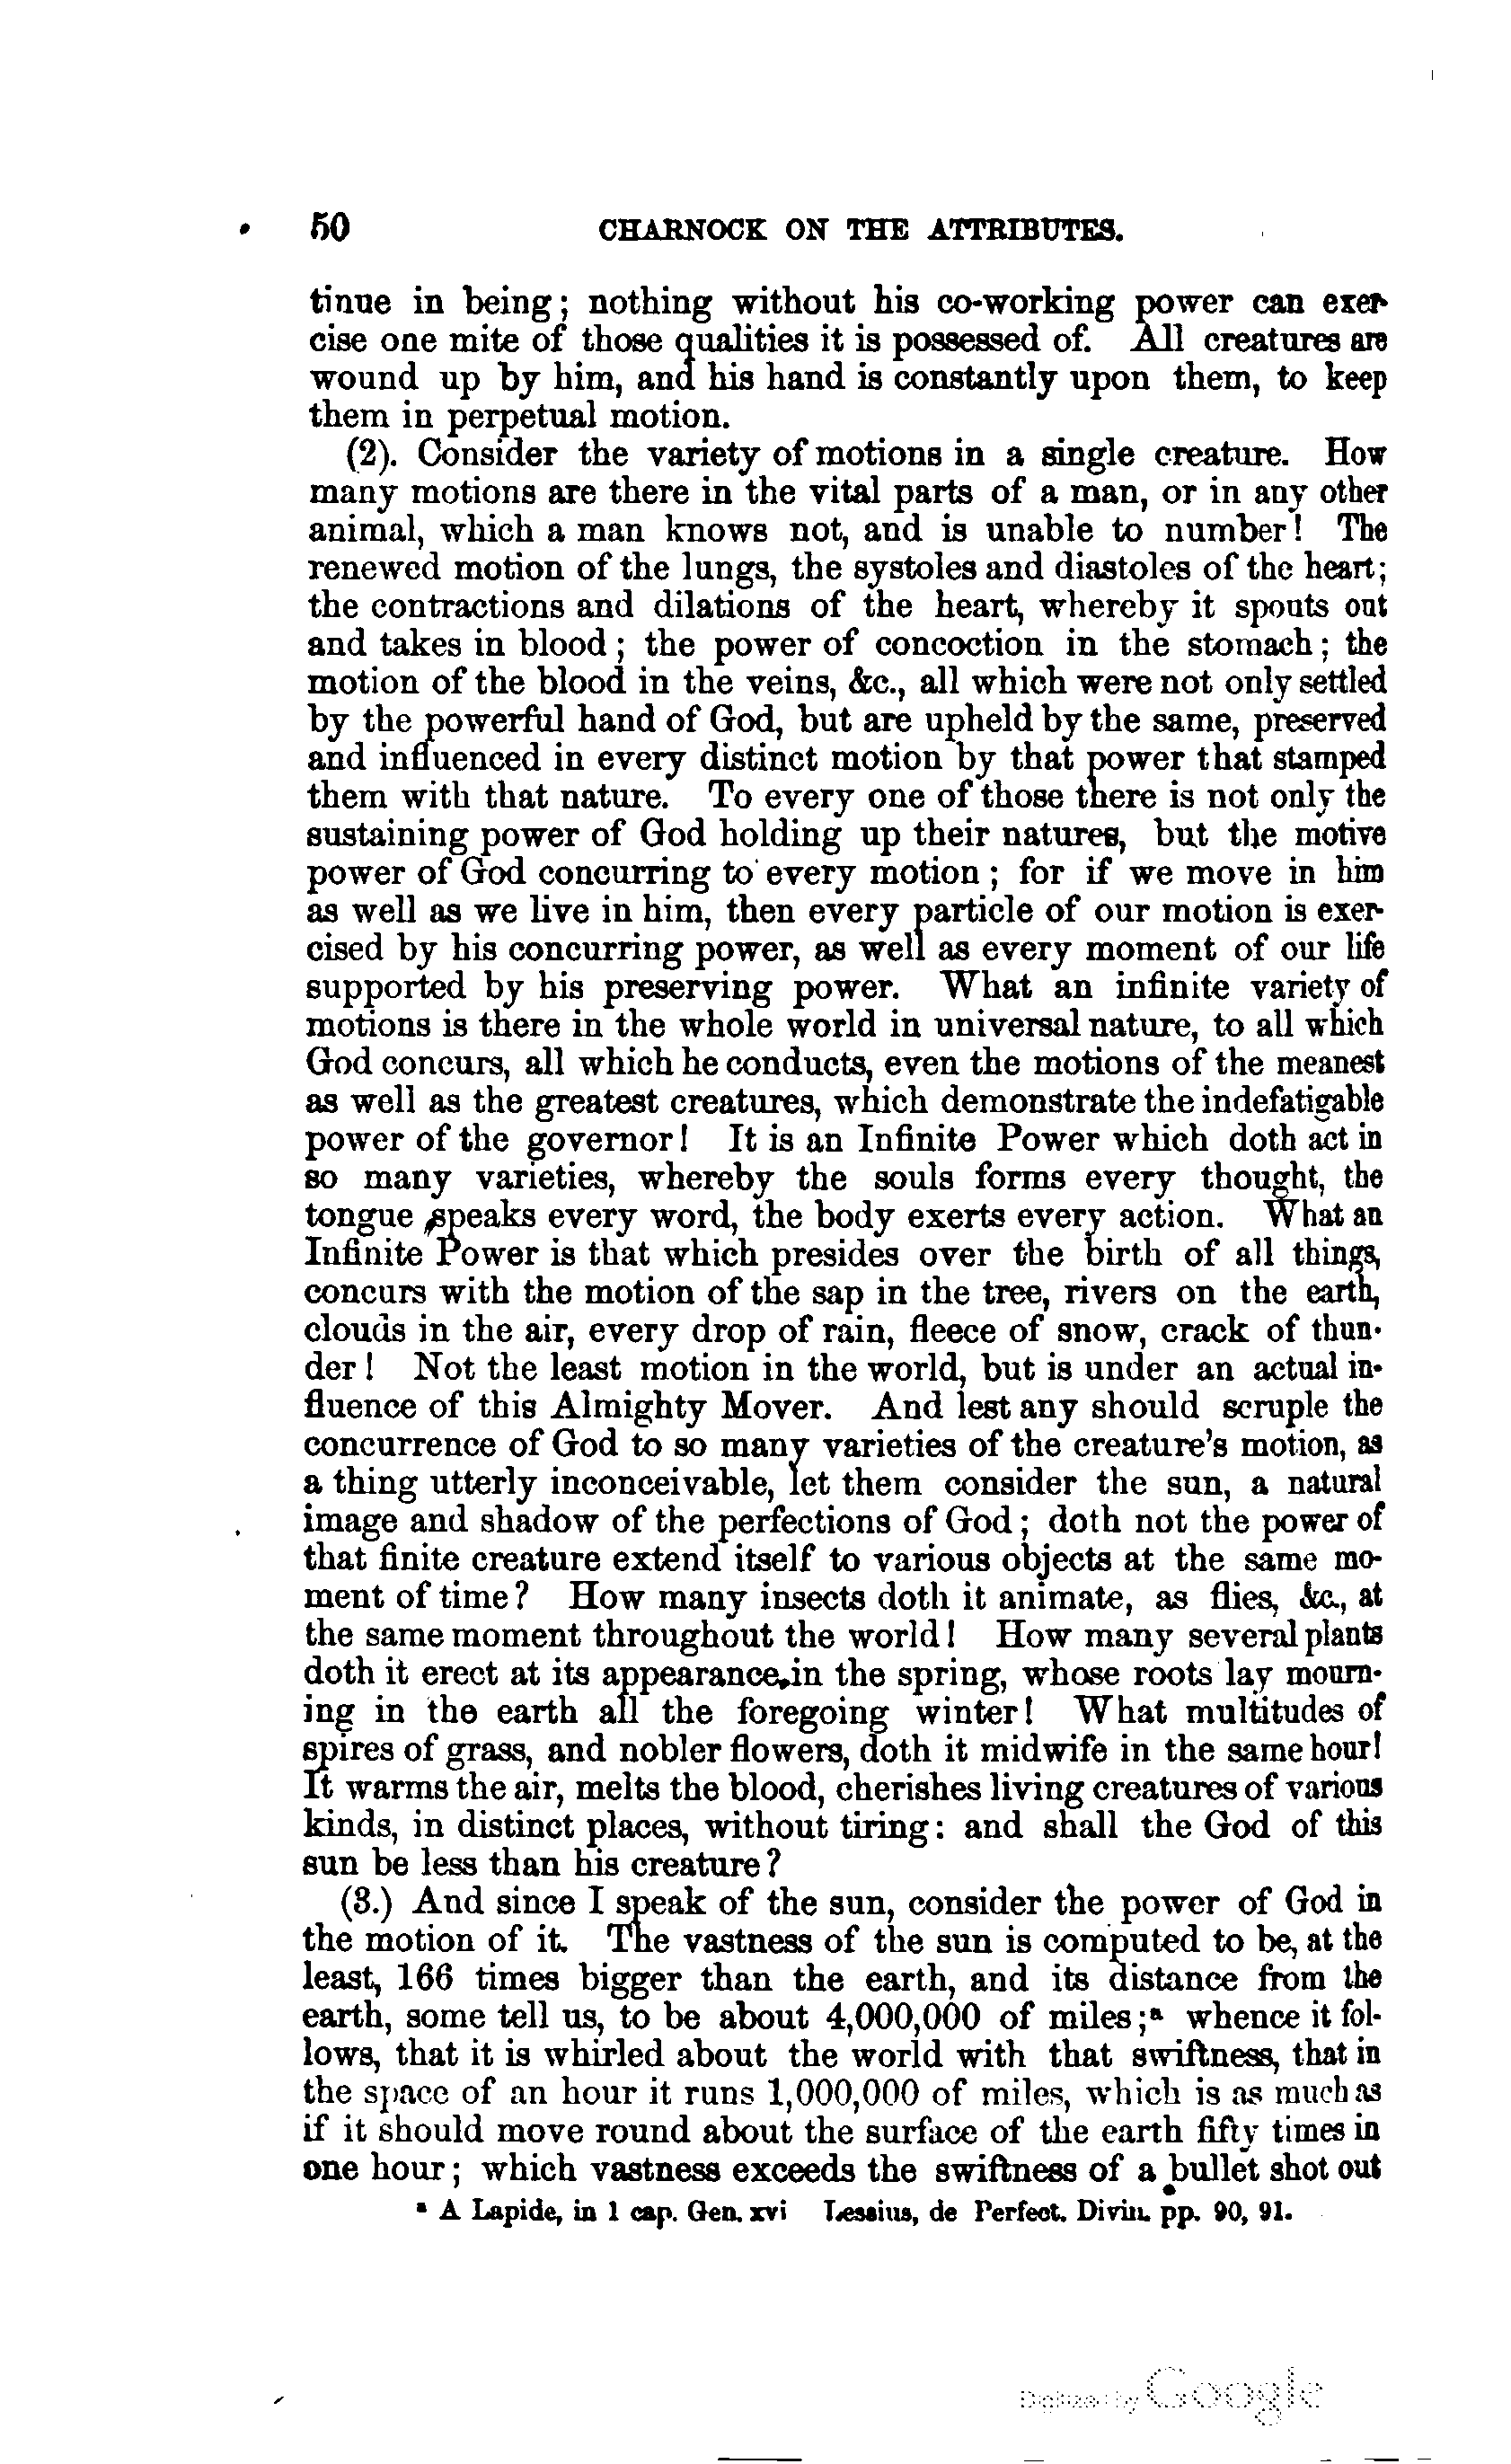 50 CHARNOCK ON THE ATTRIBUTES.
tinue in being; nothing without his co-working power can exer-
cise one mite of those qualities it is possessed of. All creatures are
wound up by him, and his hand is constantly upon them, to keep
them in perpetual motion.
(2). Consider the variety of motions in a single creature. How
many motions are there in the vital parts of a man, or in any other
animal, which a man knows not, and is unable to number! The
renewed motion of the lungs, the systoles and diastoles of the heart;
the contractions and dilations of the heart, whereby it spouts out
and takes in blood; the power of concoction in the stomach; the
motion of the blood in the veins, &c., all which were not only settled
by the powerful hand of God, but are upheld by the same, preserved
and influenced in every distinct motion by that power that stamped
them with that nature. To every one of those there is not only the
sustaining power of God holding up their natures, but the motive
power of God concurring to every motion; for if we move in him
as well as we live in him, then every particle of our motion is exer-
cised by his concurring power, as well as every moment of our life
supported by his preserving power. What an infinite variety of
motions is there in the whole world in universal nature, to all which
God concurs, all which he conducts, even the motions of the meanest
as well as the greatest creatures, which demonstrate the indefatigable
power of the governor! It is an Infinite Power which doth act in
so many varieties, whereby the souls forms every thought, the
tongue speaks every word, the body exerts every action. What an
Infinite Power is that which presides over the birth of all things,
concurs with the motion of the sap in the tree, rivers on the earth,
clouds in the air, every drop of rain, fleece of snow, crack of thun-
der! Not the least motion in the world, but is under an actual in-
fluence of this Almighty Mover. And lest any should scruple the
concurrence of God to so many varieties of the creature's motion, as
a thing utterly inconceivable, let them consider the sun, a natural
image and shadow of the perfections of God; doth not the power of
that finite creature extend itself to various objects at the same mo-
ment of time? How many insects doth it animate, as flies, &c., at
the same moment throughout the world! How many several plants
doth it erect at its appearance in the spring, whose roots lay mourn-
ing in the earth all the foregoing winter! What multitudes of
spires of grass, and nobler flowers, doth it midwife in the same hour!
It warms the air, melts the blood, cherishes living creatures of various
kinds, in distinct places, without tiring: and shall the God of this
sun be less than his creature?
(3.) And since I speak of the sun, consider the power of God in
the motion of it. The vastness of the sun is computed to be, at the
least, 166 times bigger than the earth, and its distance from the
earth, some tell us, to be about 4,000,000 of miles;ᵃ whence it fol-
lows, that it is whirled about the world with that swiftness, that in
the space of an hour it runs 1,000,000 of miles, which is as much as
if it should move round about the surface of the earth fifty times in
one hour; which vastness exceeds the swiftness of a bullet shot out
ᵃ A Lapide, in 1 cap. Gen. xvi Lessius, de Perfect. Divin. pp. 90, 91.
Digitized by Google